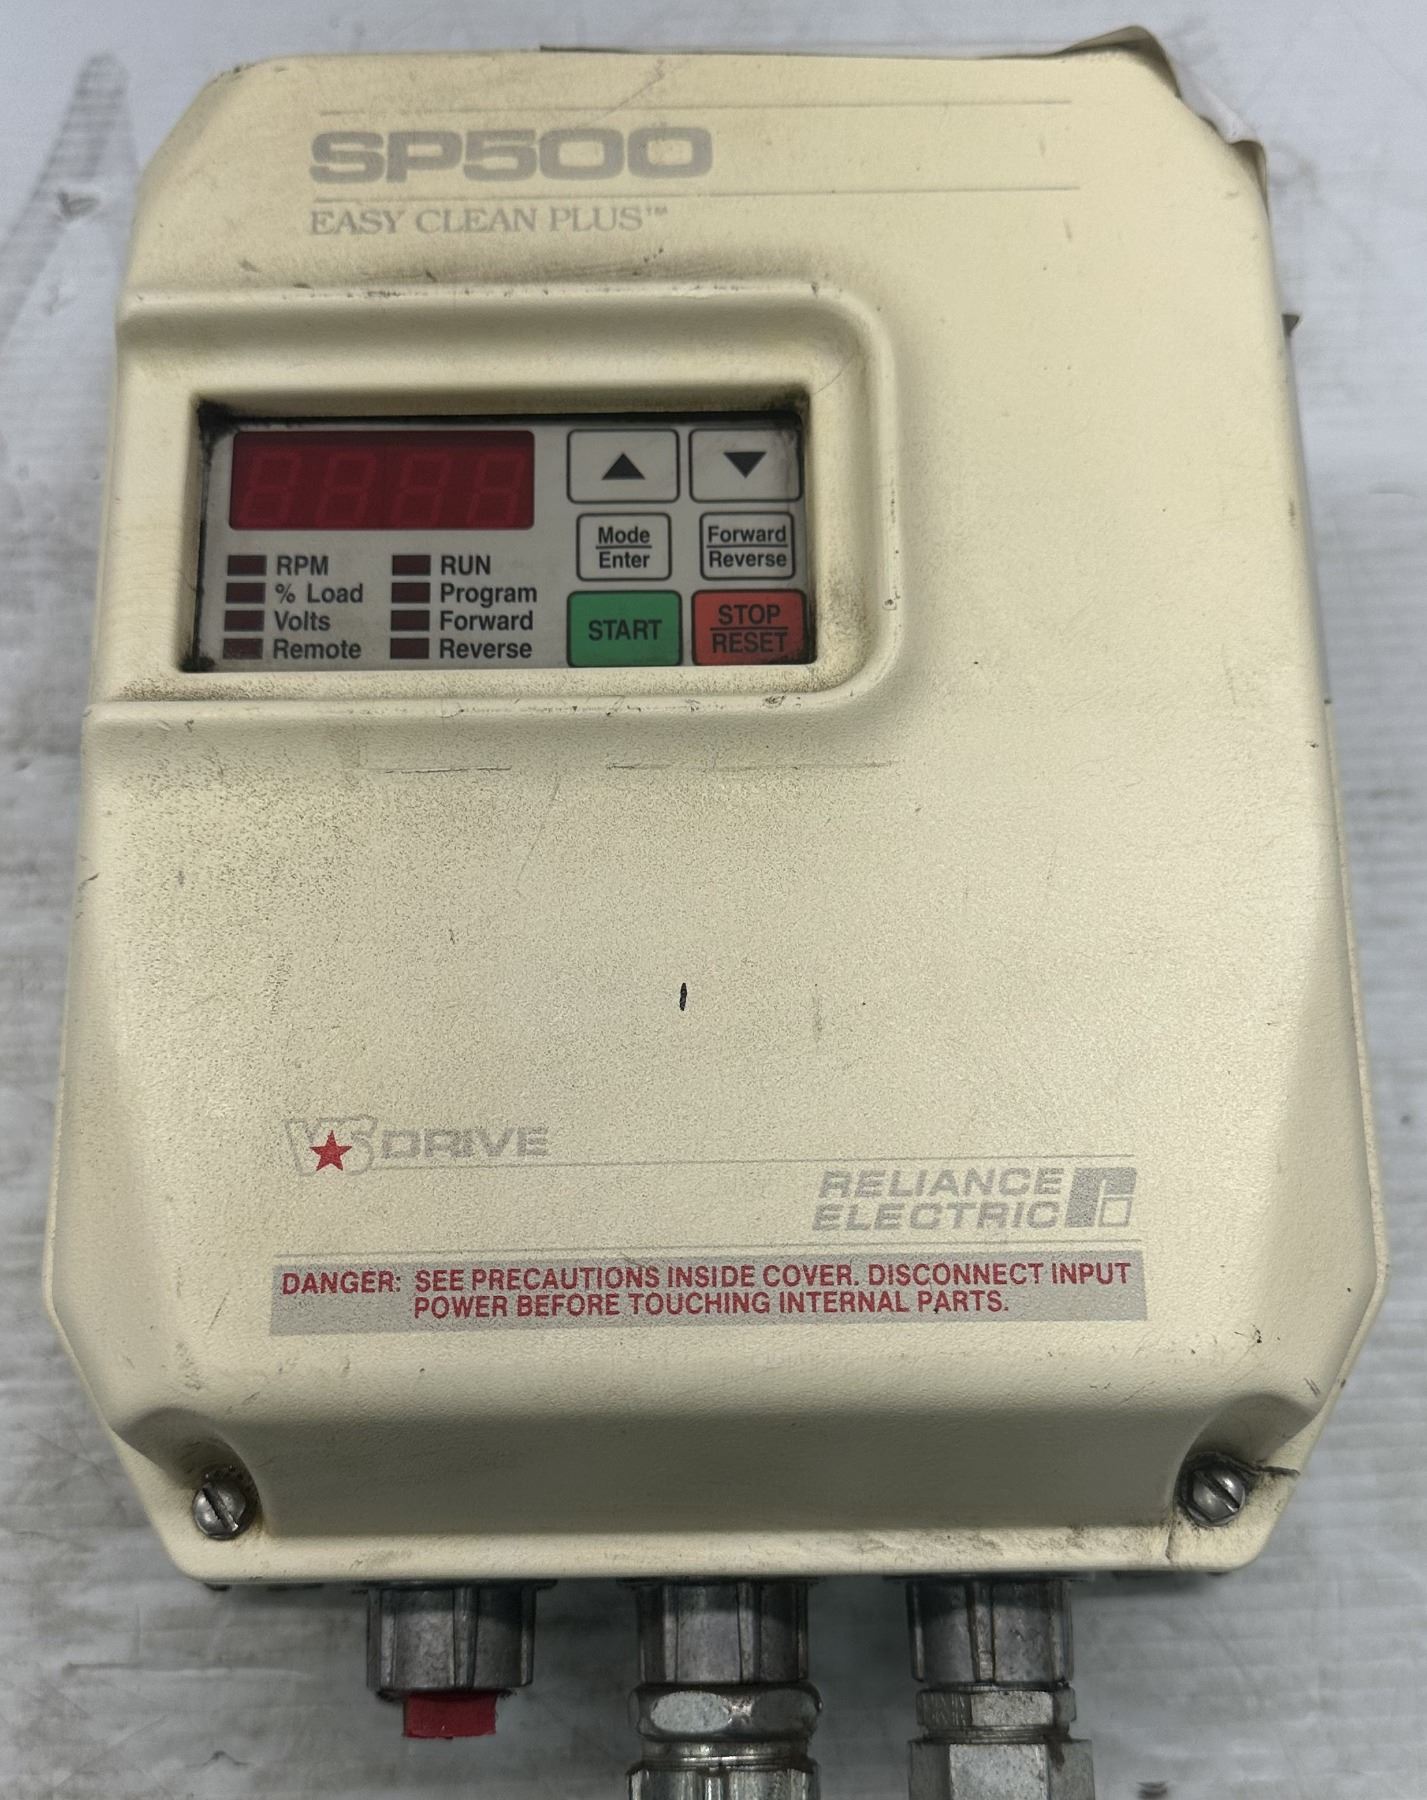 SP500
EASY CLEAN PLUS™
▲ ▼
Mode
Enter
Forward
Reverse
RPM
RUN
% Load
Program
Volts
Forward
Remote
Reverse
START
STOP
RESET
VS DRIVE
RELIANCE
ELECTRIC
DANGER: SEE PRECAUTIONS INSIDE COVER. DISCONNECT INPUT
POWER BEFORE TOUCHING INTERNAL PARTS.